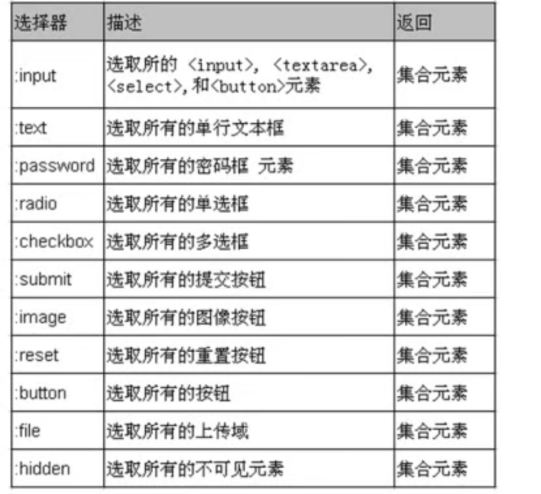 选择器 描述 返回
:input 选取所的 <input>, <textarea>, 集合元素
<select>,和<button>元素
:text 选取所有的单行文本框 集合元素
:password 选取所有的密码框 元素 集合元素
:radio 选取所有的单选框 集合元素
:checkbox 选取所有的多选框 集合元素
:submit 选取所有的提交按钮 集合元素
:image 选取所有的图像按钮 集合元素
:reset 选取所有的重置按钮 集合元素
:button 选取所有的按钮 集合元素
:file 选取所有的上传域 集合元素
:hidden 选取所有的不可见元素 集合元素